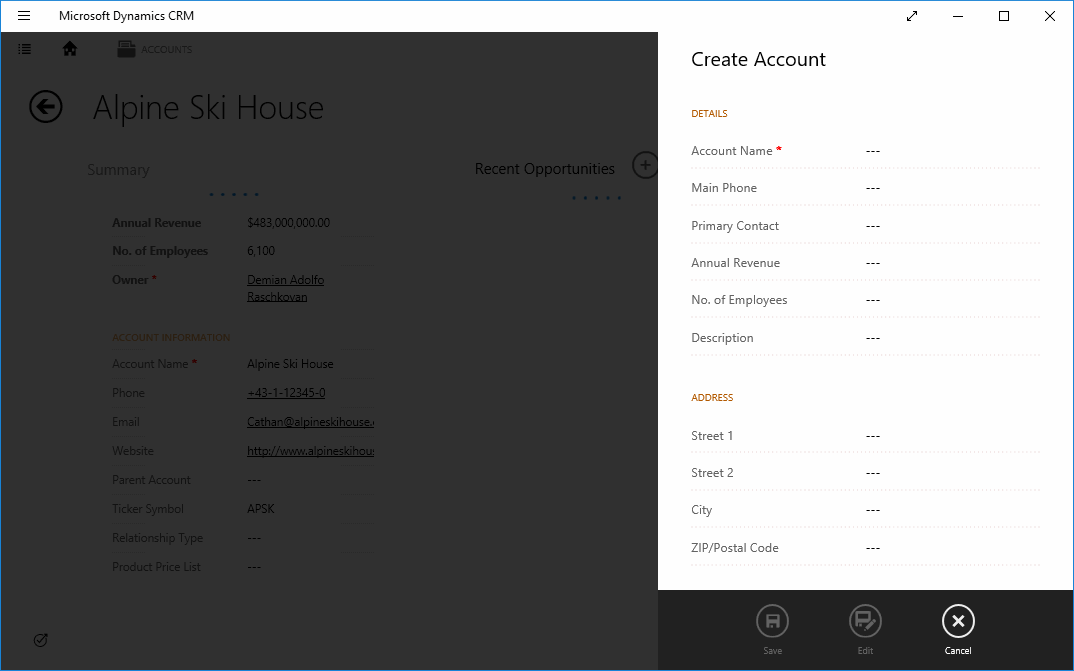 Microsoft Dynamics CRM
ACCOUNTS
Alpine Ski House
Summary
Annual Revenue $483,000,000.00
No. of Employees 6,100
Owner * Demian Adolfo
Raschkovan
ACCOUNT INFORMATION
Account Name * Alpine Ski House
Phone +43-1-12345-0
Email Cathan@alpineskihouse.
Website http://www.alpineskihous
Parent Account ---
Ticker Symbol APSK
Relationship Type ---
Product Price List ---
Recent Opportunities
Create Account
DETAILS
Account Name * ---
Main Phone ---
Primary Contact ---
Annual Revenue ---
No. of Employees ---
Description ---
ADDRESS
Street 1 ---
Street 2 ---
City ---
ZIP/Postal Code ---
Save Edit Cancel